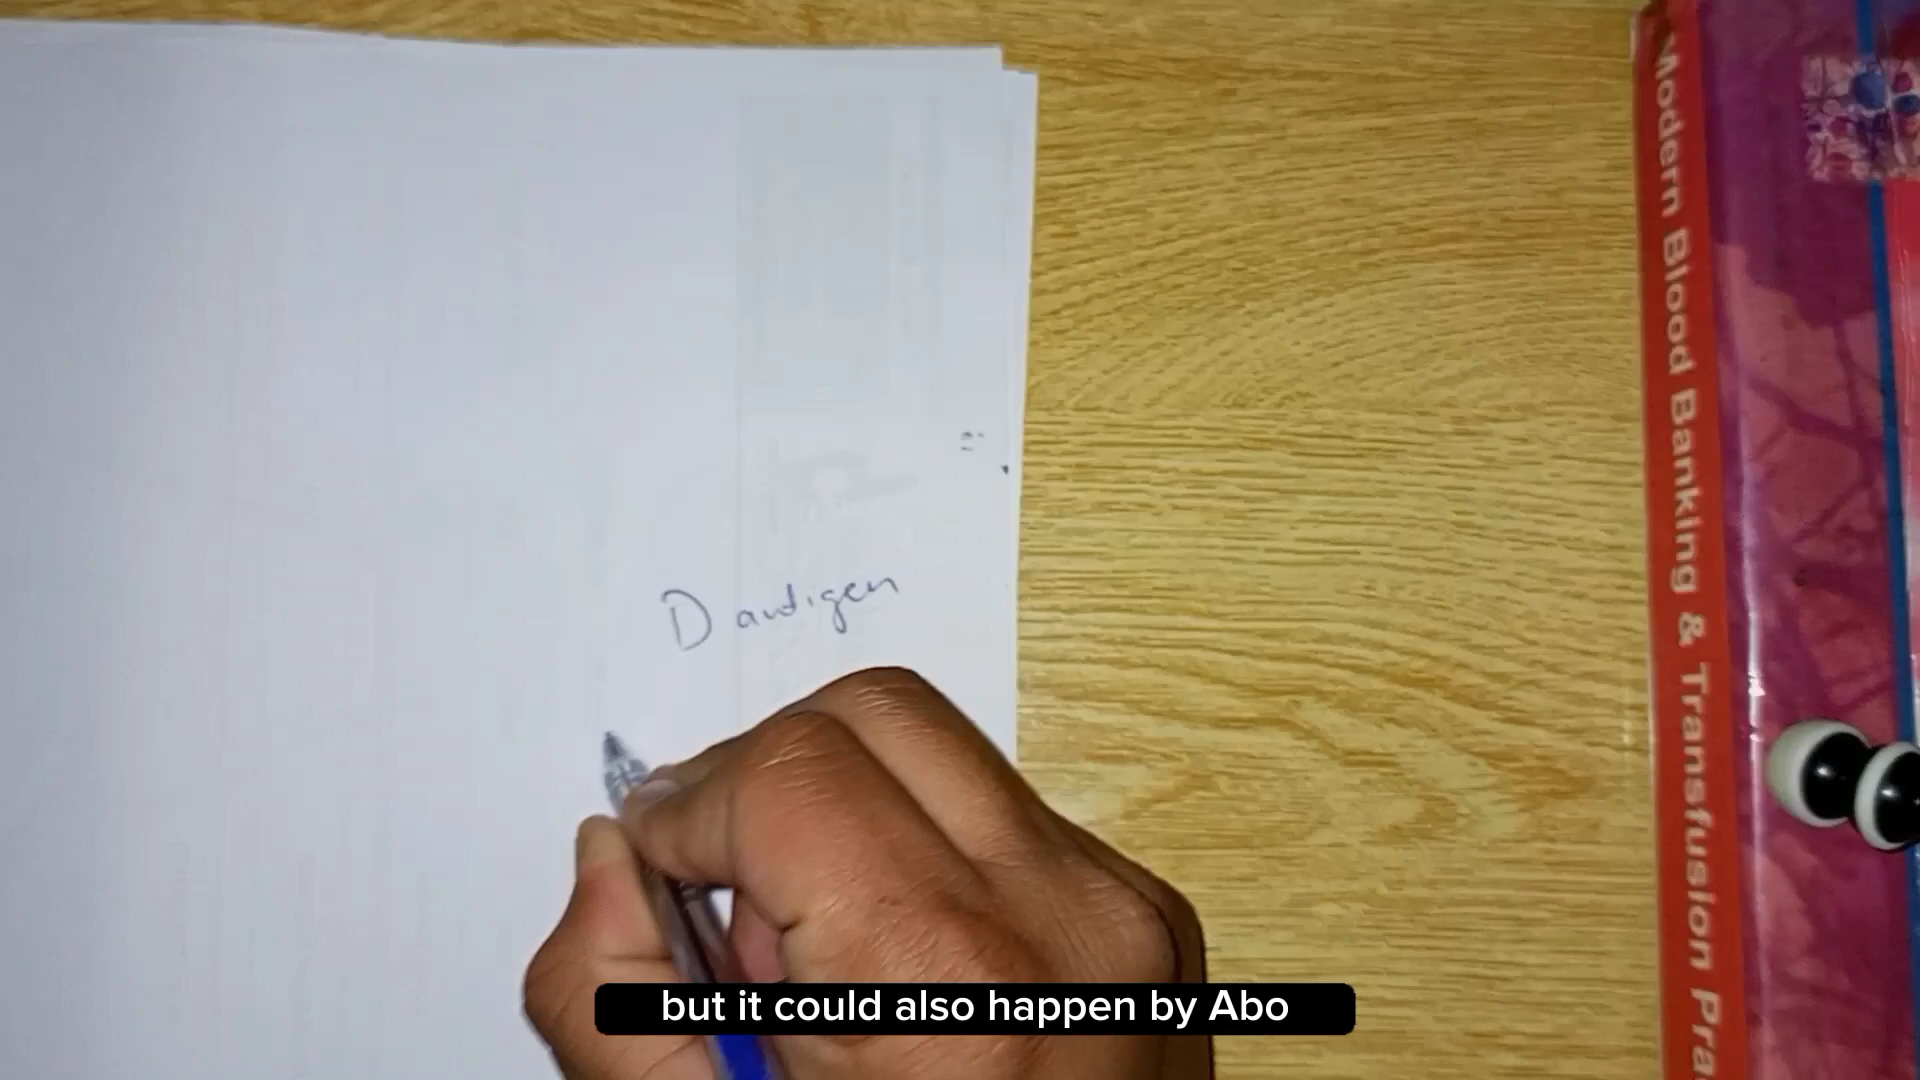 D antigen
but it could also happen by Abo
Modern Blood Banking & Transfusion Pra